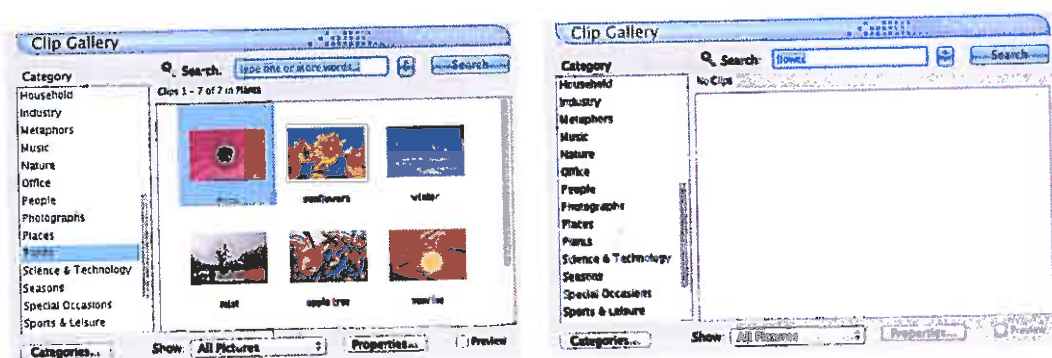 Clip Gallery
Search: type one or more words...
Search
Category
Clips 1 - 7 of 7 in Plants
Household
Industry
Metaphors
Music
Nature
Office
People
Photographs
Places
Plants
Science & Technology
Seasons
Special Occasions
Sports & Leisure
sunflowers
winter
mist
apple tree
sunrise
Categories...
Show: All Pictures
Properties...
Preview
Clip Gallery
Search: flower
Search
Category
No Clips
Household
Industry
Metaphors
Music
Nature
Office
People
Photographs
Places
Plants
Science & Technology
Seasons
Special Occasions
Sports & Leisure
Categories...
Show: All Pictures
Properties...
Preview